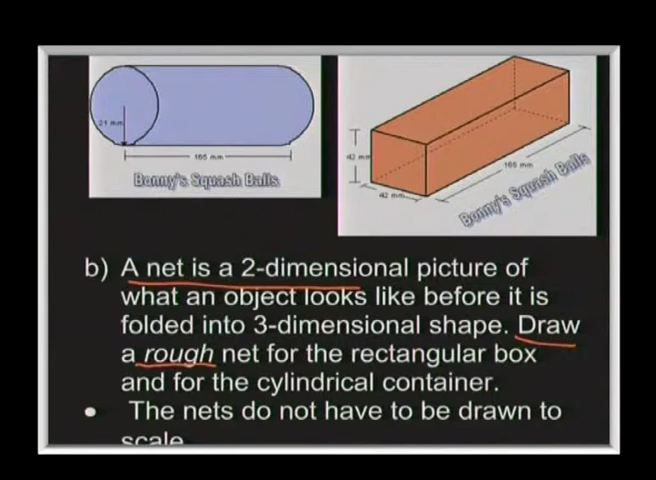 21 mm
165 mm
Bonny's Squash Balls
42 mm
42 mm
165 mm
Bonny's Squash Balls
b) A net is a 2-dimensional picture of
what an object looks like before it is
folded into 3-dimensional shape. Draw
a rough net for the rectangular box
and for the cylindrical container.
• The nets do not have to be drawn to
scale